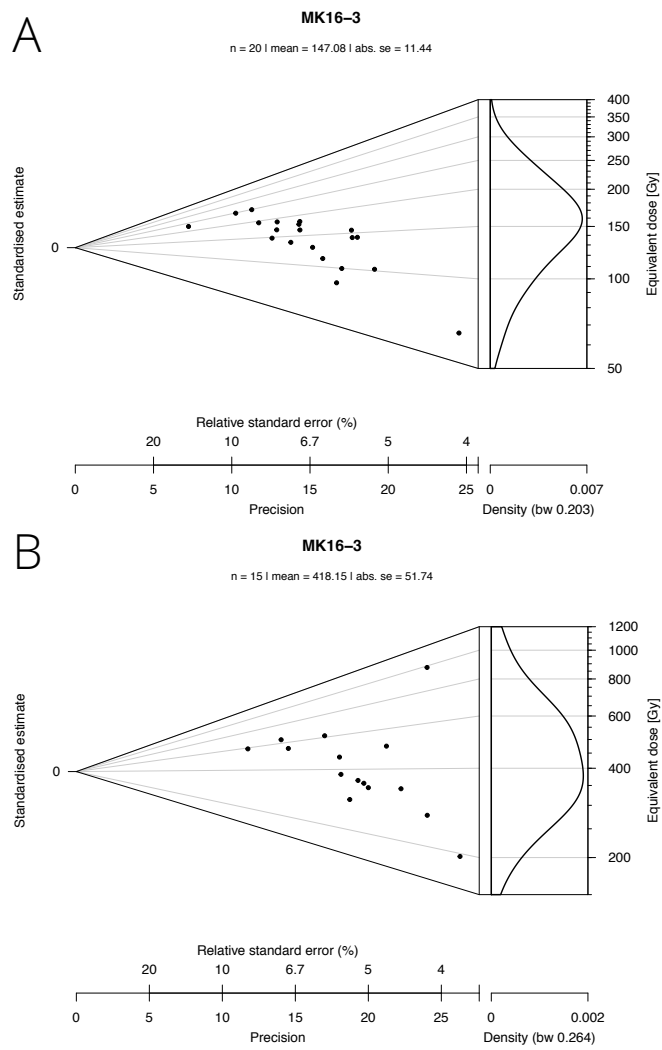 A
MK16–3
n = 20 | mean = 147.08 | abs. se = 11.44
Standardised estimate
0
400
350
300
250
200
150
100
50
Equivalent dose [Gy]
Relative standard error (%)
20 10 6.7 5 4
0 5 10 15 20 25
Precision
0 0.007
Density (bw 0.203)
B
MK16–3
n = 15 | mean = 418.15 | abs. se = 51.74
Standardised estimate
0
1200
1000
800
600
400
200
Equivalent dose [Gy]
Relative standard error (%)
20 10 6.7 5 4
0 5 10 15 20 25
Precision
0 0.002
Density (bw 0.264)